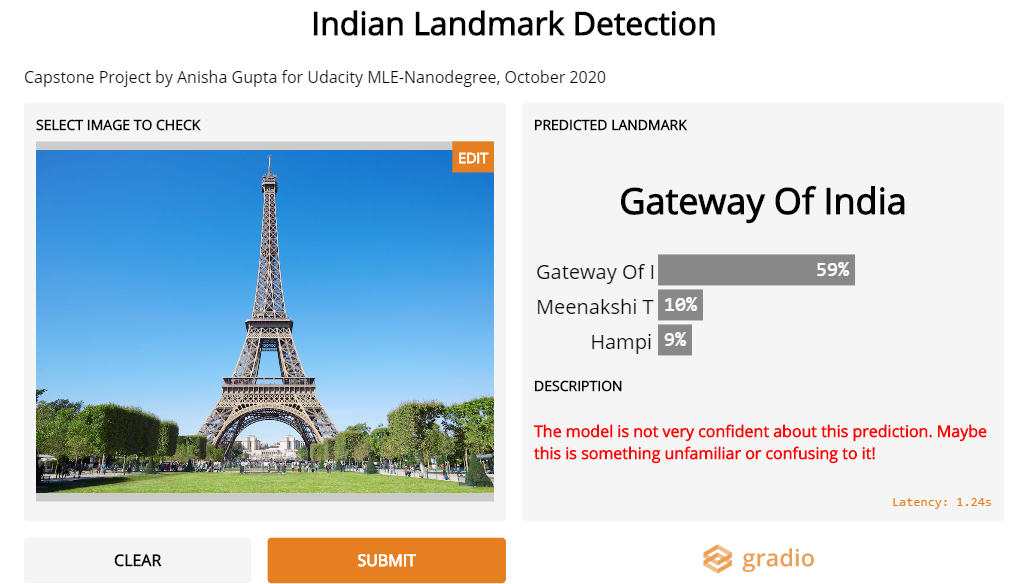 Indian Landmark Detection
Capstone Project by Anisha Gupta for Udacity MLE-Nanodegree, October 2020
SELECT IMAGE TO CHECK
EDIT
PREDICTED LANDMARK
Gateway Of India
Gateway Of I 59%
Meenakshi T 10%
Hampi 9%
DESCRIPTION
The model is not very confident about this prediction. Maybe
this is something unfamiliar or confusing to it!
Latency: 1.24s
CLEAR
SUBMIT
gradio